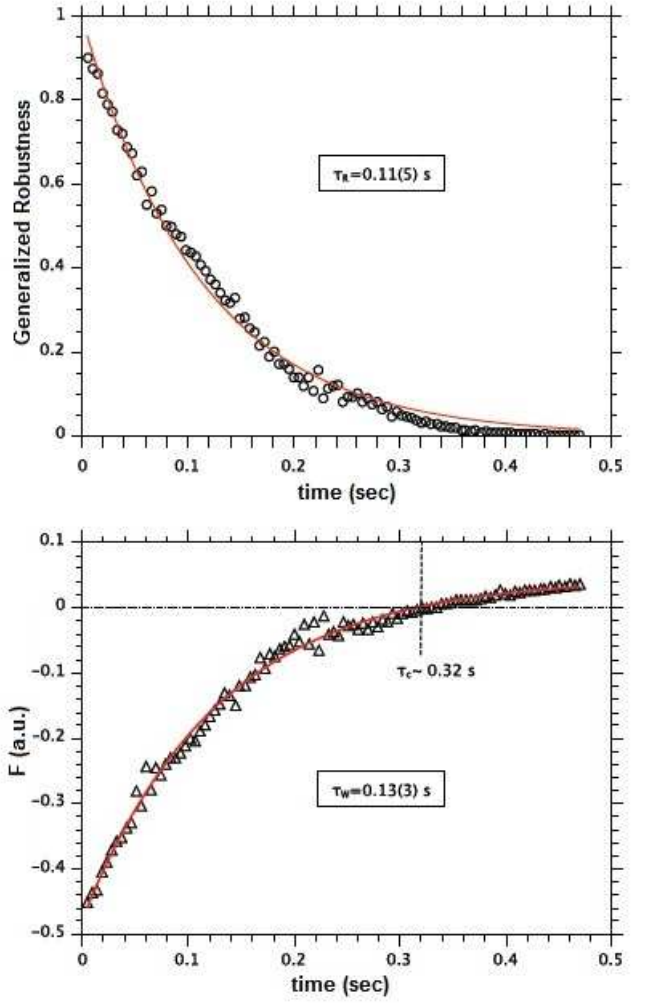 1
0.8
0.6
0.4
0.2
0
Generalized Robustness
τR=0.11(5) s
0 0.1 0.2 0.3 0.4 0.5
time (sec)
0.1
0
−0.1
−0.2
−0.3
−0.4
−0.5
F (a.u.)
τc~ 0.32 s
τW=0.13(3) s
0 0.1 0.2 0.3 0.4 0.5
time (sec)